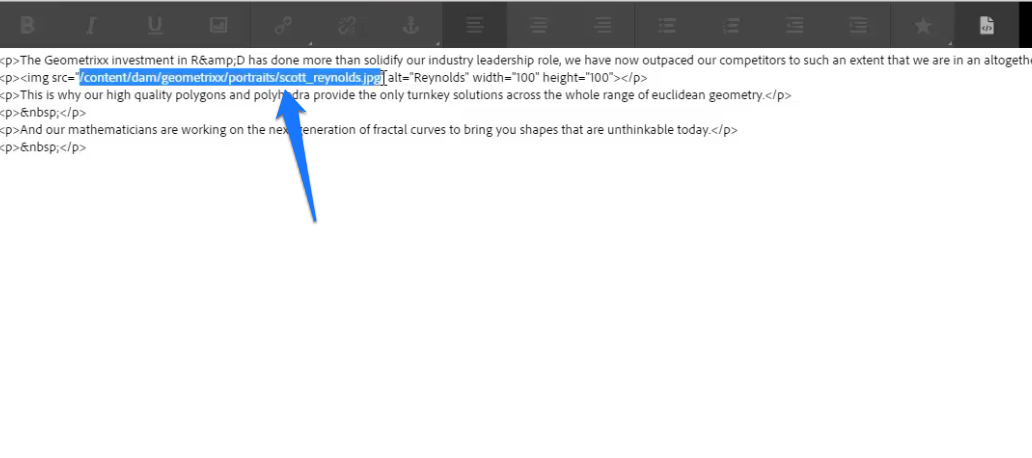 B I U
<p>The Geometrixx investment in R&amp;D has done more than solidify our industry leadership role, we have now outpaced our competitors to such an extent that we are in an altogethe
<p><img src="/content/dam/geometrixx/portraits/scott_reynolds.jpg" alt="Reynolds" width="100" height="100"></p>
<p>This is why our high quality polygons and polyhedra provide the only turnkey solutions across the whole range of euclidean geometry.</p>
<p>&nbsp;</p>
<p>And our mathematicians are working on the next generation of fractal curves to bring you shapes that are unthinkable today.</p>
<p>&nbsp;</p>